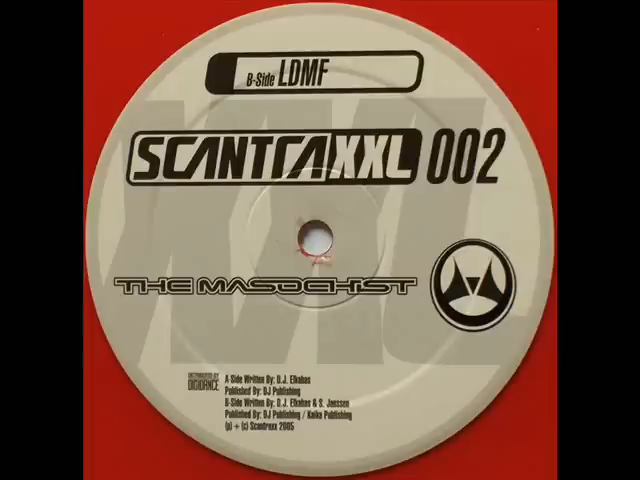 B-Side LDMF
SCANTRAXXL 002
THE MASOCHIST
DISTRIBUTED BY
DIGIDANCE
A Side Written By: D.J. Elkabas
Published By: DJ Publishing
B-Side Written By: D.J. Elkabas & S. Janssen
Published By: DJ Publishing / Kaika Publishing
(p) + (c) Scantraxx 2005